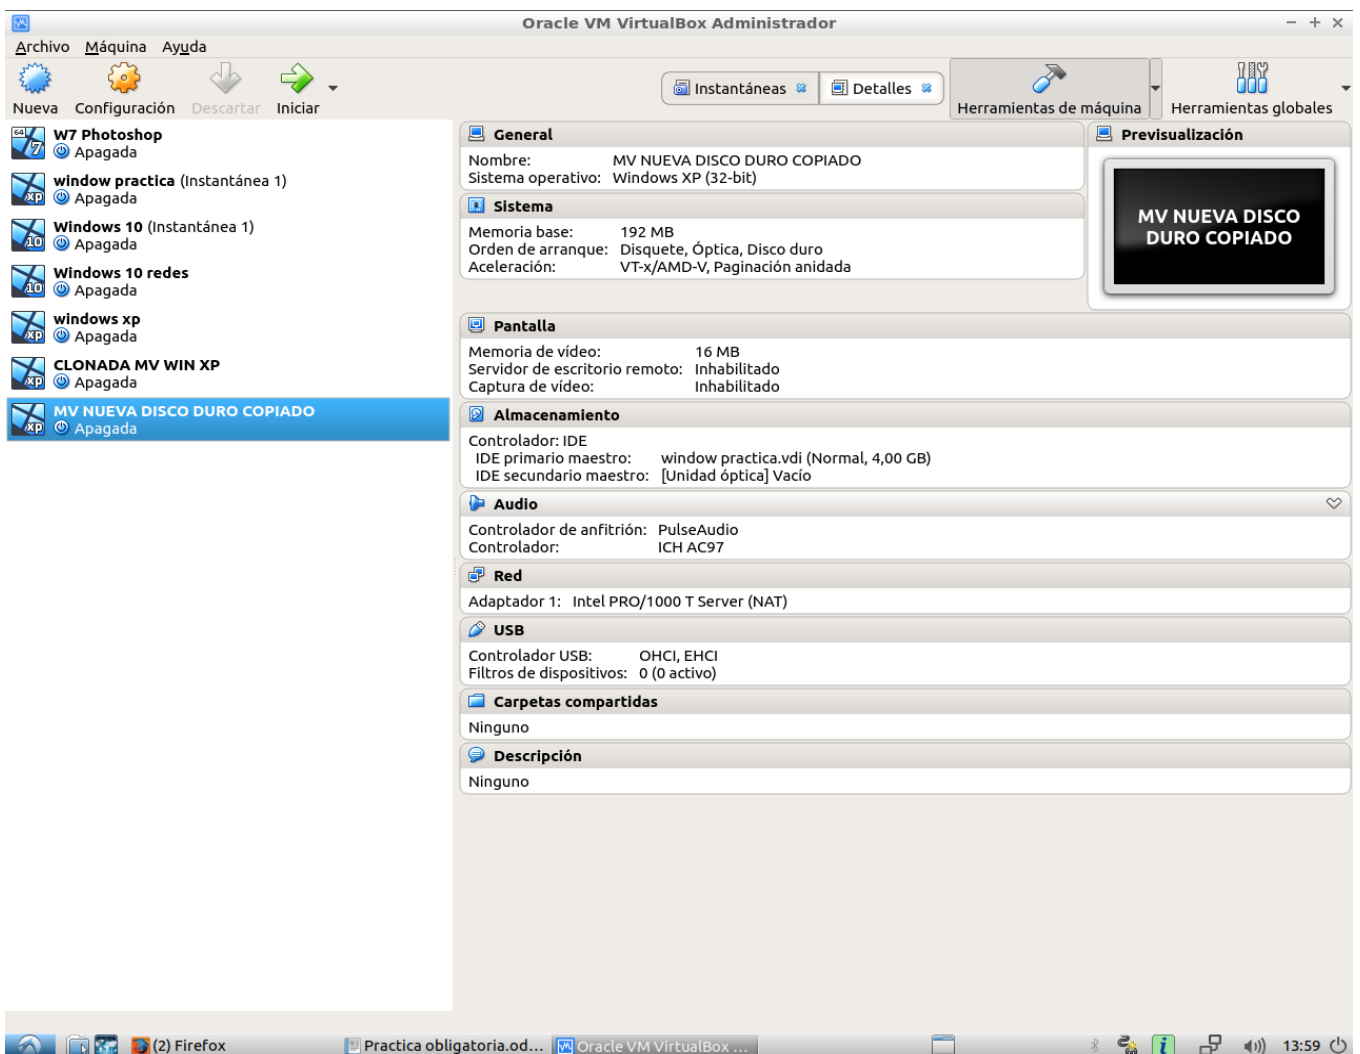 Oracle VM VirtualBox Administrador
Archivo Máquina Ayuda
Nueva Configuración Descartar Iniciar
Instantáneas Detalles
Herramientas de máquina Herramientas globales
64 7 W7 Photoshop
Apagada
xp window practica (Instantánea 1)
Apagada
10 Windows 10 (Instantánea 1)
Apagada
10 Windows 10 redes
Apagada
xp windows xp
Apagada
xp CLONADA MV WIN XP
Apagada
xp MV NUEVA DISCO DURO COPIADO
Apagada
General
Nombre: MV NUEVA DISCO DURO COPIADO
Sistema operativo: Windows XP (32-bit)
Sistema
Memoria base: 192 MB
Orden de arranque: Disquete, Óptica, Disco duro
Aceleración: VT-x/AMD-V, Paginación anidada
Previsualización
MV NUEVA DISCO
DURO COPIADO
Pantalla
Memoria de vídeo: 16 MB
Servidor de escritorio remoto: Inhabilitado
Captura de vídeo: Inhabilitado
Almacenamiento
Controlador: IDE
IDE primario maestro: window practica.vdi (Normal, 4,00 GB)
IDE secundario maestro: [Unidad óptica] Vacío
Audio
Controlador de anfitrión: PulseAudio
Controlador: ICH AC97
Red
Adaptador 1: Intel PRO/1000 T Server (NAT)
USB
Controlador USB: OHCI, EHCI
Filtros de dispositivos: 0 (0 activo)
Carpetas compartidas
Ninguno
Descripción
Ninguno
(2) Firefox Practica obligatoria.od... Oracle VM VirtualBox ... 13:59